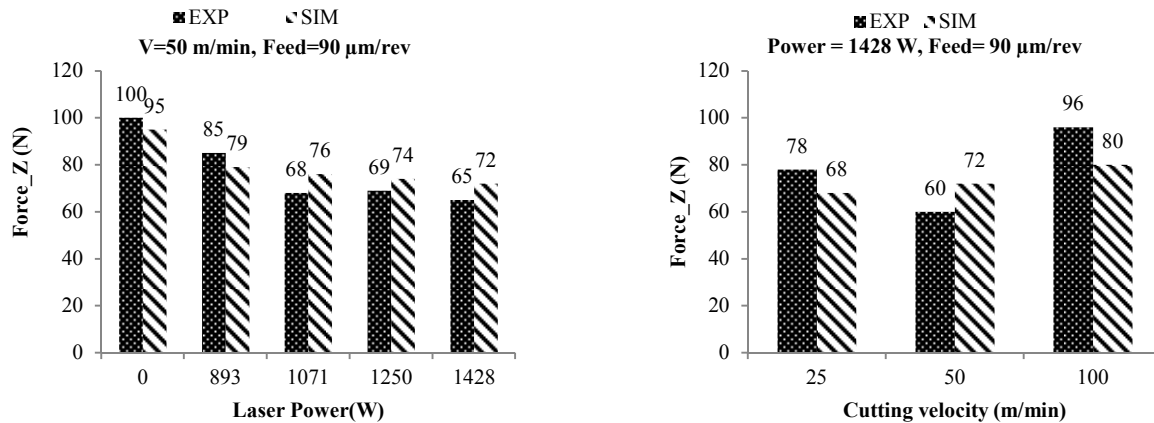 EXP SIM
V=50 m/min, Feed=90 µm/rev
120
100
80
60
40
20
0
Force_Z (N)
100 95
85 79
68 76
69 74
65 72
0 893 1071 1250 1428
Laser Power(W)
EXP SIM
Power = 1428 W, Feed= 90 µm/rev
120
100
80
60
40
20
0
Force_Z (N)
78 68
60 72
96 80
25 50 100
Cutting velocity (m/min)